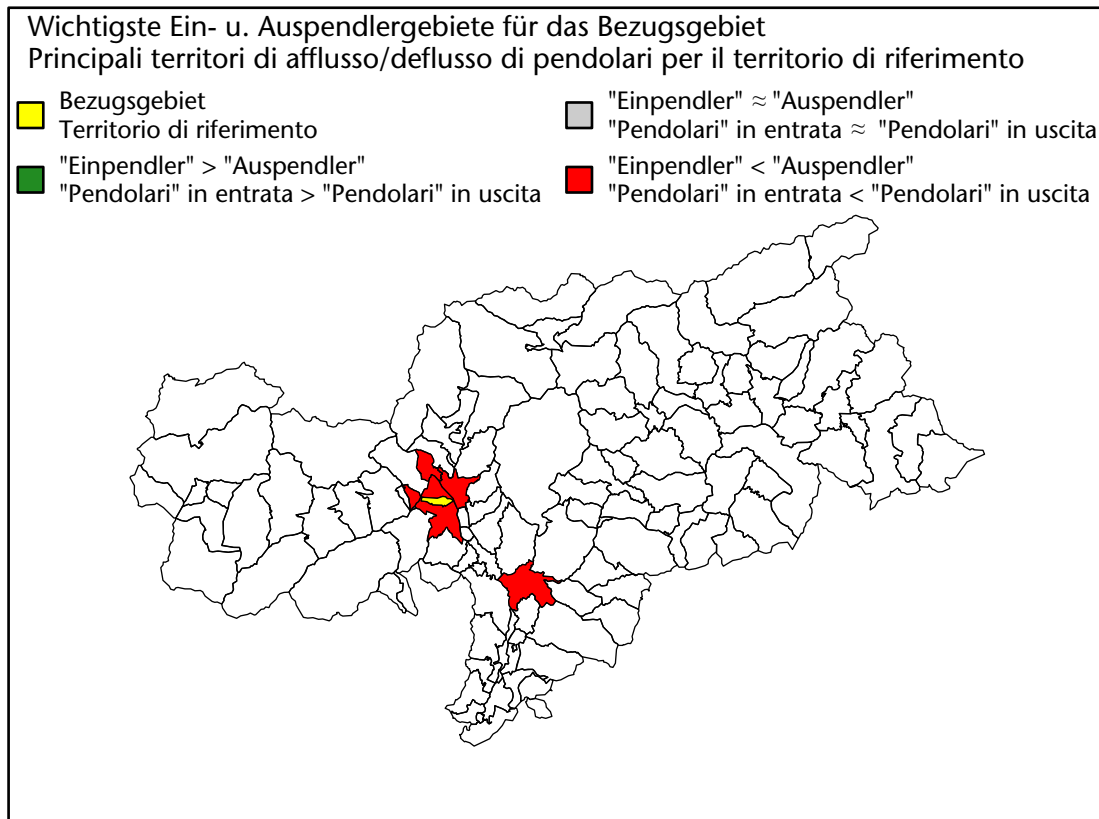 Wichtigste Ein- u. Auspendlergebiete für das Bezugsgebiet
Principali territori di afflusso/deflusso di pendolari per il territorio di riferimento
Bezugsgebiet
Territorio di riferimento
"Einpendler" > "Auspendler"
"Pendolari" in entrata > "Pendolari" in uscita
"Einpendler" ≈ "Auspendler"
"Pendolari" in entrata ≈ "Pendolari" in uscita
"Einpendler" < "Auspendler"
"Pendolari" in entrata < "Pendolari" in uscita